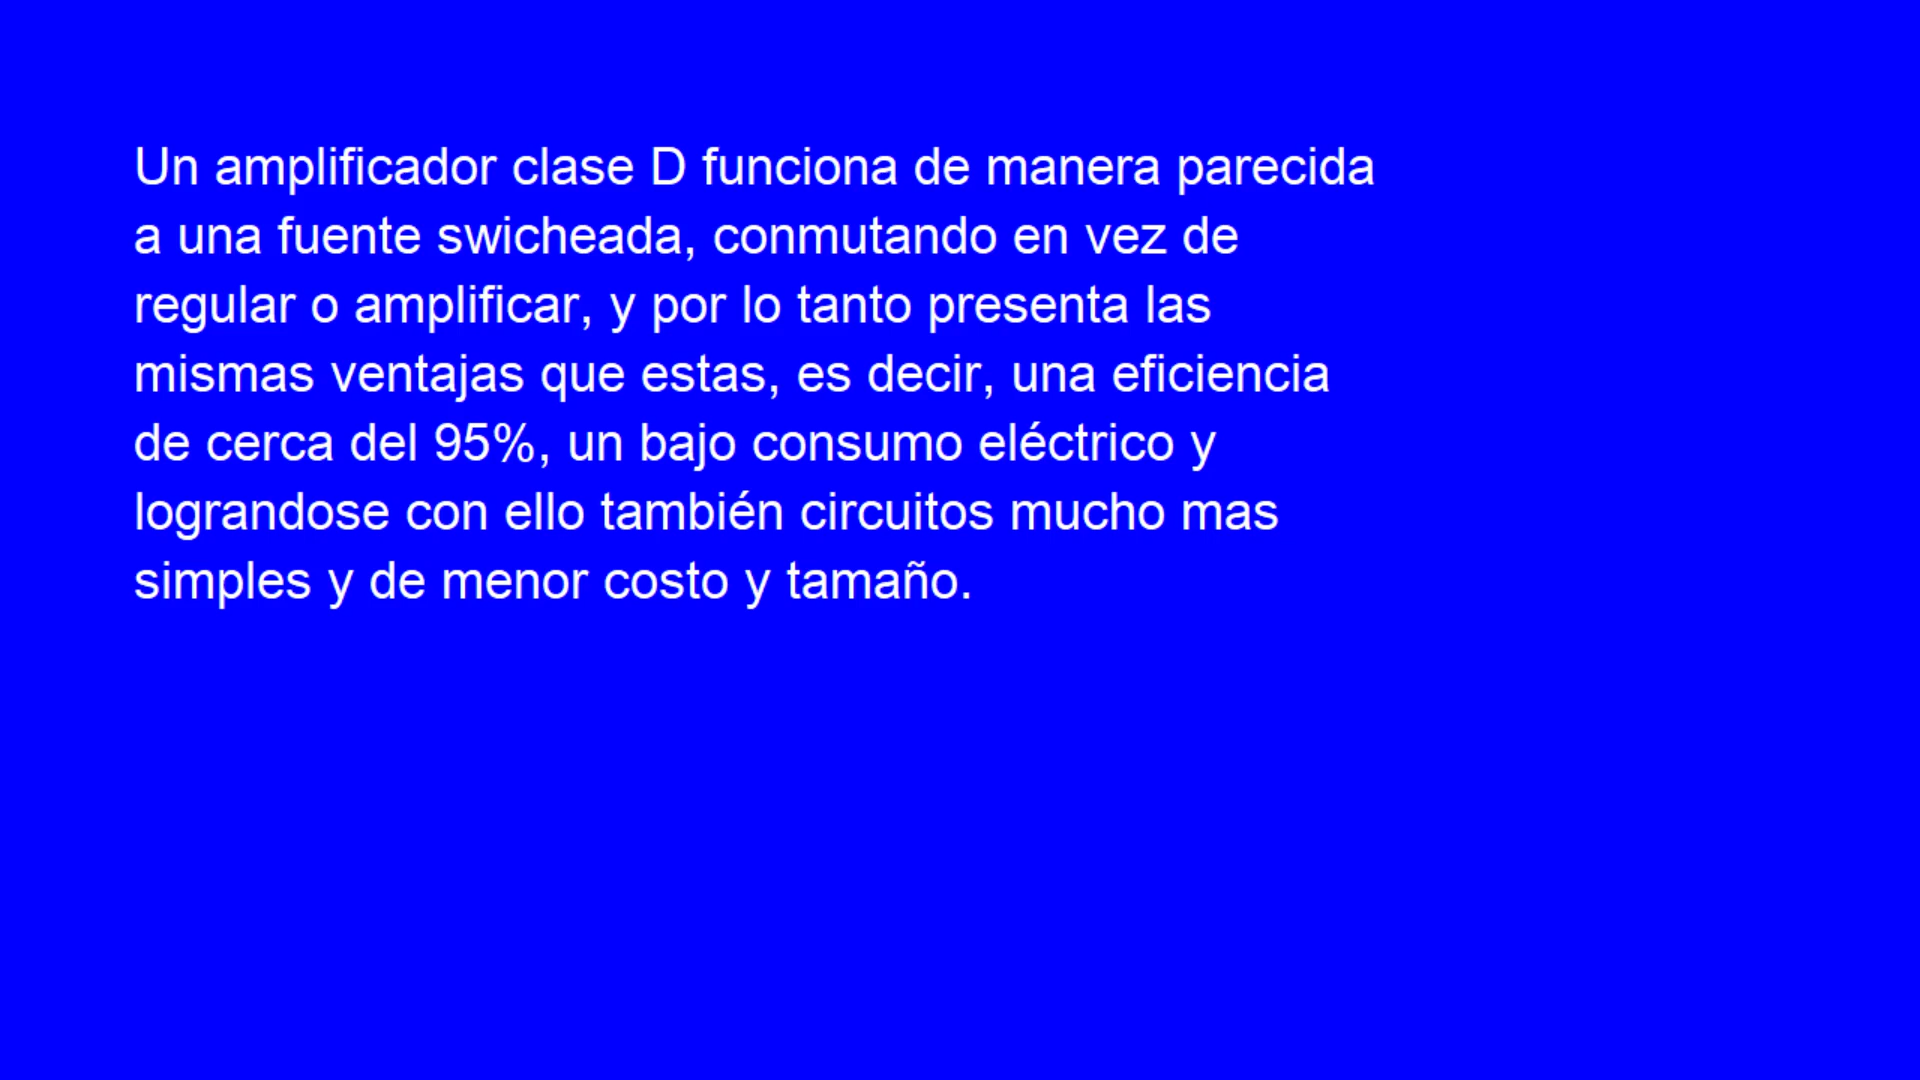 Un amplificador clase D funciona de manera parecida
a una fuente swicheada, conmutando en vez de
regular o amplificar, y por lo tanto presenta las
mismas ventajas que estas, es decir, una eficiencia
de cerca del 95%, un bajo consumo eléctrico y
lograndose con ello también circuitos mucho mas
simples y de menor costo y tamaño.